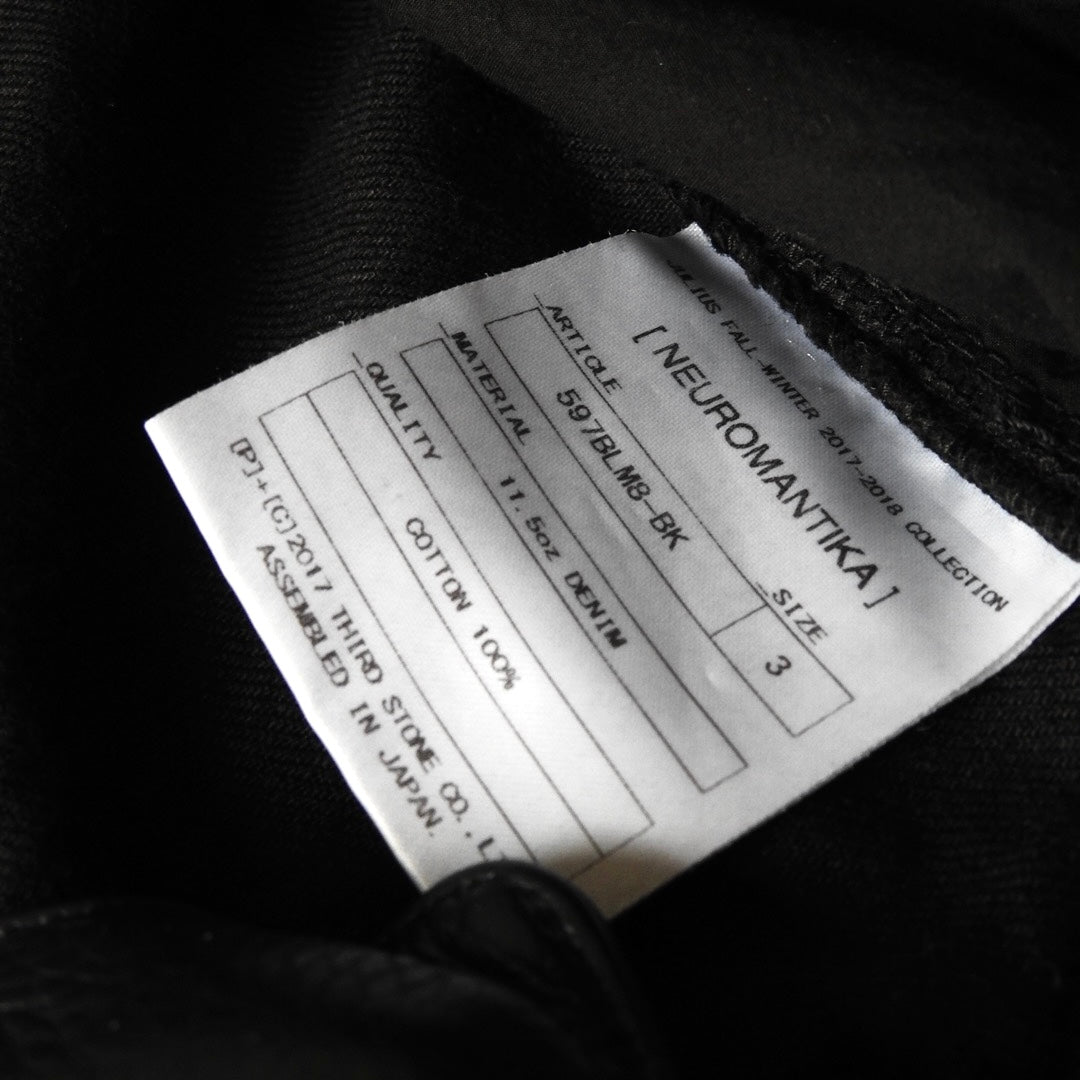 JULIUS FALL-WINTER 2017-2018 COLLECTION
[ NEUROMANTIKA ]
ARTICLE SIZE
597BLM8-BK 3
MATERIAL
11.5oz DENIM
QUALITY
COTTON 100%
[P]+[C]2017 THIRD STONE CO.,
ASSEMBLED IN JAPAN.